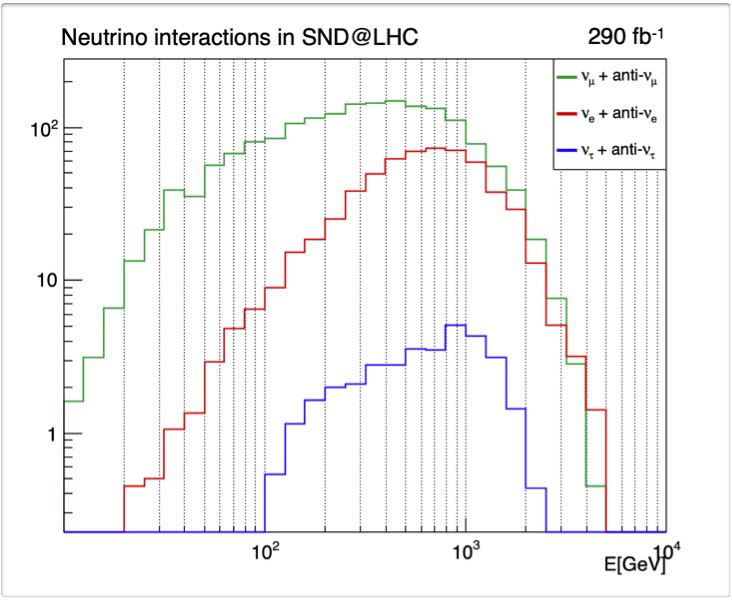 Neutrino interactions in SND@LHC 290 fb⁻¹
νμ + anti-νμ
νe + anti-νe
ντ + anti-ντ
10²
10
1
10² 10³ 10⁴
E[GeV]